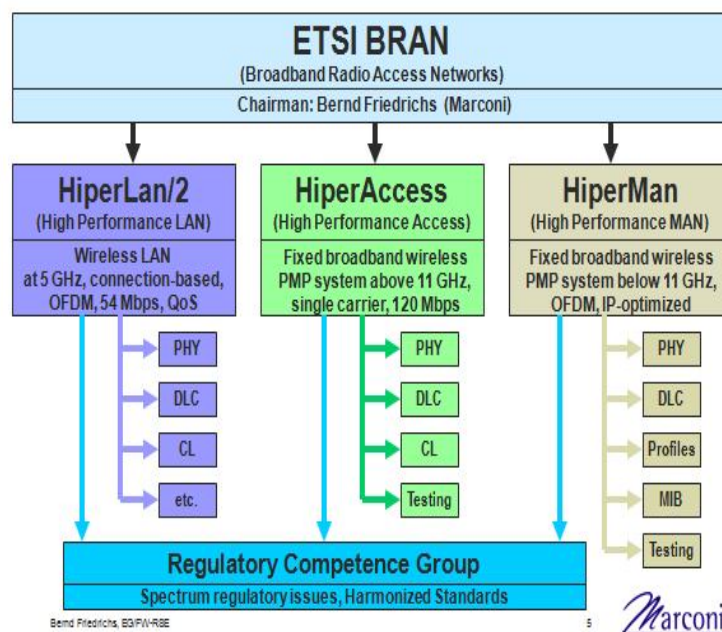 ETSI BRAN
(Broadband Radio Access Networks)
Chairman: Bernd Friedrichs (Marconi)
HiperLan/2
(High Performance LAN)
Wireless LAN
at 5 GHz, connection-based,
OFDM, 54 Mbps, QoS
PHY
DLC
CL
etc.
HiperAccess
(High Performance Access)
Fixed broadband wireless
PMP system above 11 GHz,
single carrier, 120 Mbps
PHY
DLC
CL
Testing
HiperMan
(High Performance MAN)
Fixed broadband wireless
PMP system below 11 GHz,
OFDM, IP-optimized
PHY
DLC
Profiles
MIB
Testing
Regulatory Competence Group
Spectrum regulatory issues, Harmonized Standards
Bernd Friedrichs, EG/FWI-RSE
5
Marconi